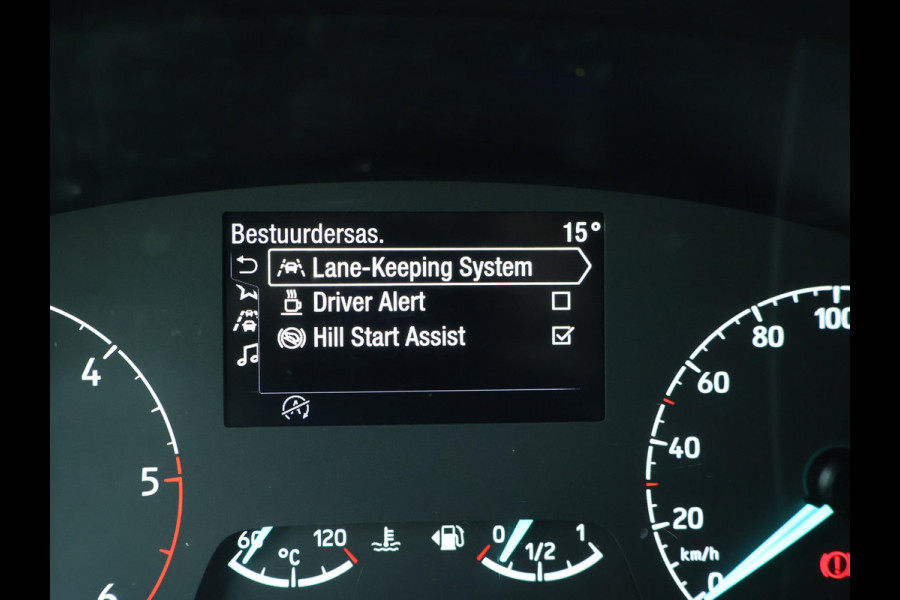 Bestuurdersas. 15°
Lane-Keeping System
Driver Alert
Hill Start Assist
4
5
6
60 120
°C
0 1/2 1
100
80
60
40
20
km/h
0